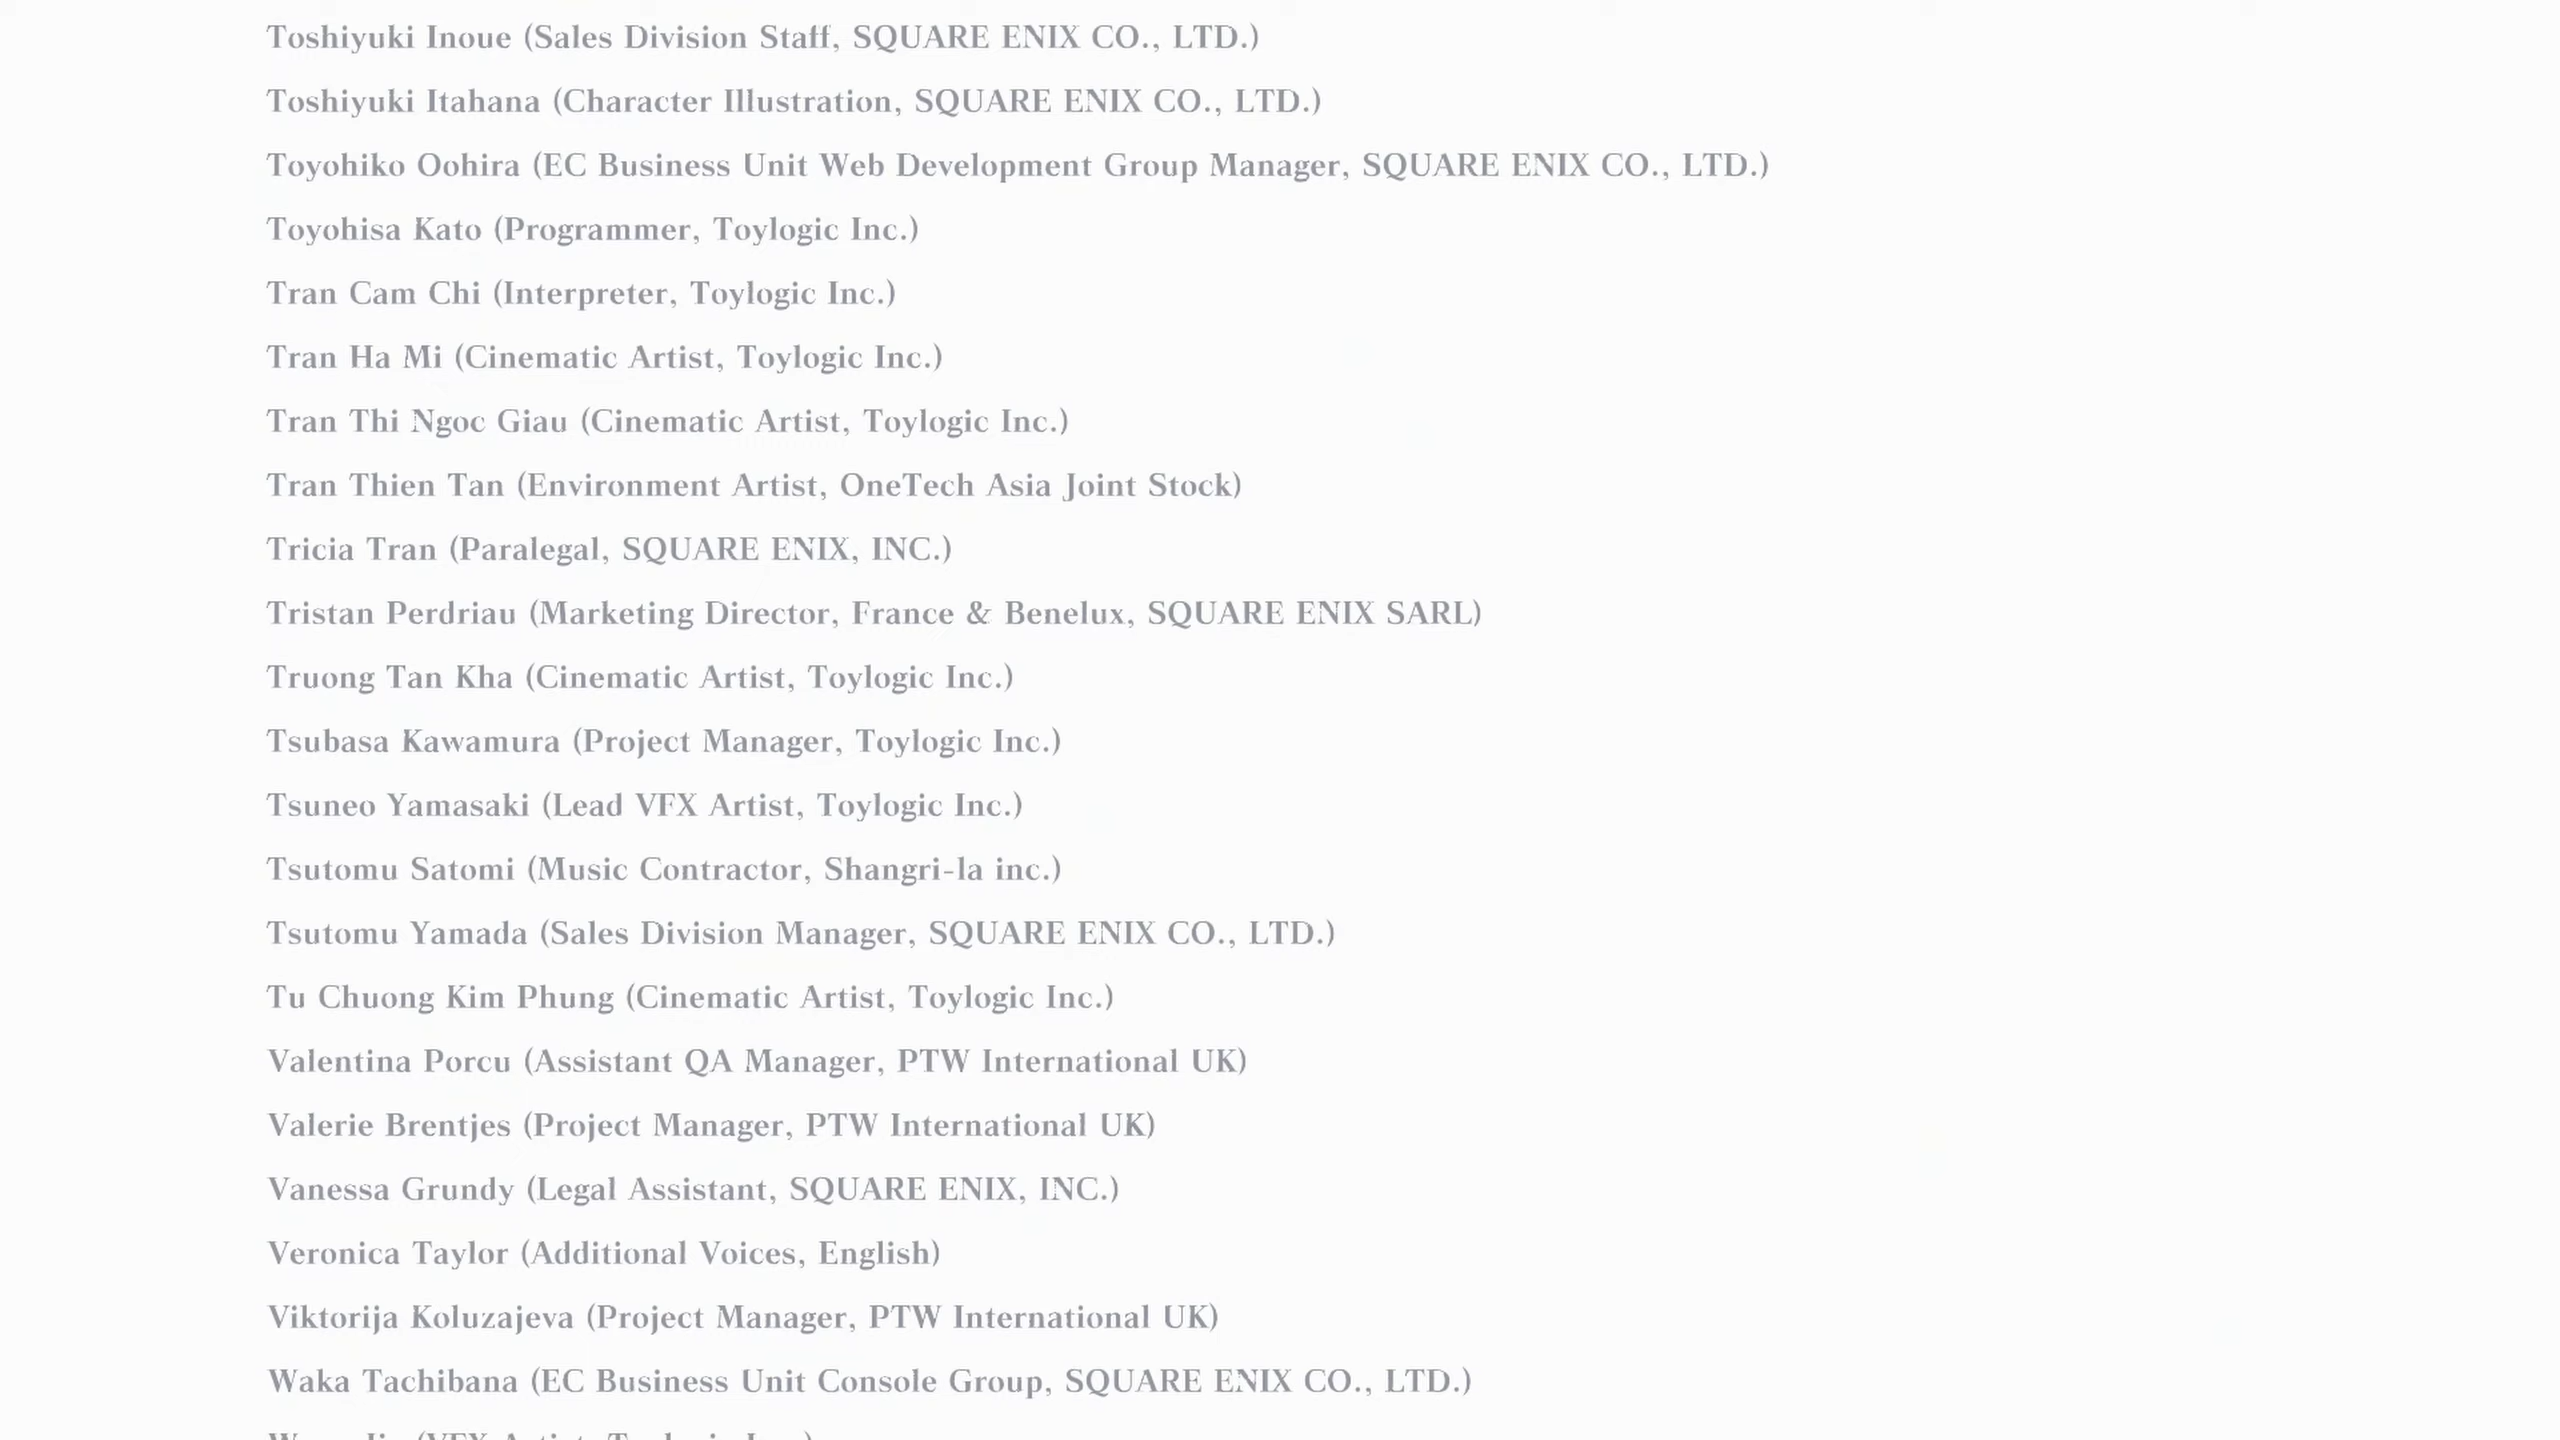 Toshiyuki Inoue (Sales Division Staff, SQUARE ENIX CO., LTD.)
Toshiyuki Itahana (Character Illustration, SQUARE ENIX CO., LTD.)
Toyohiko Oohira (EC Business Unit Web Development Group Manager, SQUARE ENIX CO., LTD.)
Toyohisa Kato (Programmer, Toylogic Inc.)
Tran Cam Chi (Interpreter, Toylogic Inc.)
Tran Ha Mi (Cinematic Artist, Toylogic Inc.)
Tran Thi Ngoc Giau (Cinematic Artist, Toylogic Inc.)
Tran Thien Tan (Environment Artist, OneTech Asia Joint Stock)
Tricia Tran (Paralegal, SQUARE ENIX, INC.)
Tristan Perdriau (Marketing Director, France & Benelux, SQUARE ENIX SARL)
Truong Tan Kha (Cinematic Artist, Toylogic Inc.)
Tsubasa Kawamura (Project Manager, Toylogic Inc.)
Tsuneo Yamasaki (Lead VFX Artist, Toylogic Inc.)
Tsutomu Satomi (Music Contractor, Shangri-la inc.)
Tsutomu Yamada (Sales Division Manager, SQUARE ENIX CO., LTD.)
Tu Chuong Kim Phung (Cinematic Artist, Toylogic Inc.)
Valentina Porcu (Assistant QA Manager, PTW International UK)
Valerie Brentjes (Project Manager, PTW International UK)
Vanessa Grundy (Legal Assistant, SQUARE ENIX, INC.)
Veronica Taylor (Additional Voices, English)
Viktorija Koluzajeva (Project Manager, PTW International UK)
Waka Tachibana (EC Business Unit Console Group, SQUARE ENIX CO., LTD.)
(VFX Artist, Toylogic Inc.)